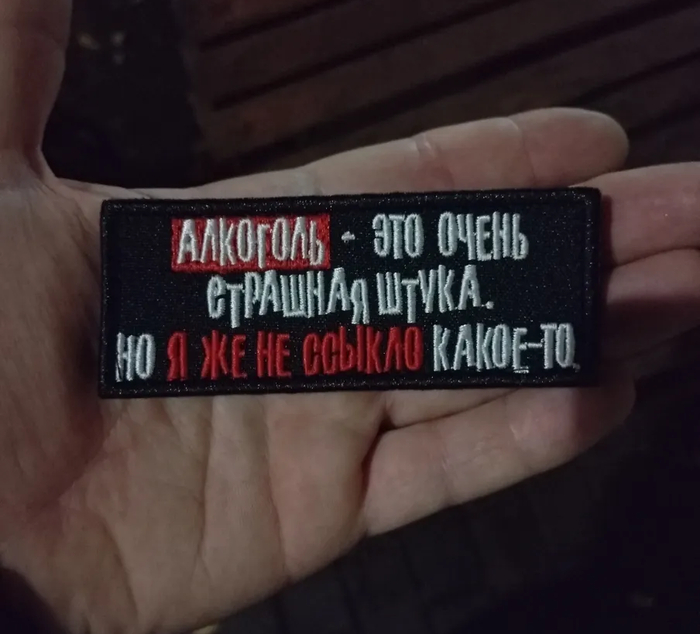 АЛКОГОЛЬ - ЭТО ОЧЕНЬ
СТРАШНАЯ ШТУКА.
НО Я ЖЕ НЕ ССЫКЛО КАКОЕ-ТО.